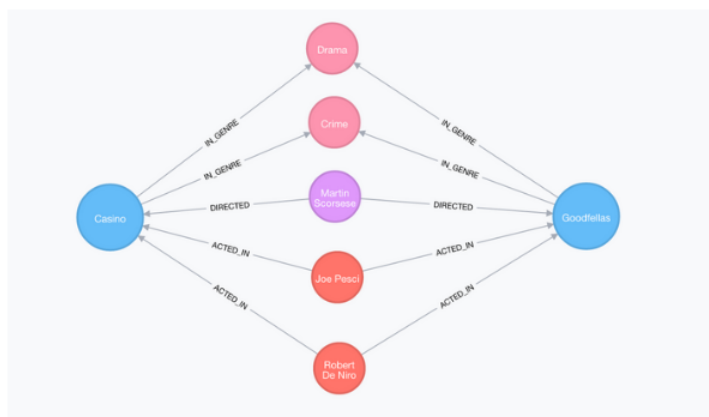 Drama
IN_GENRE
IN_GENRE
Crime
IN_GENRE
IN_GENRE
Martin
Scorsese
DIRECTED
DIRECTED
Casino
Goodfellas
ACTED_IN
ACTED_IN
Joe Pesci
ACTED_IN
ACTED_IN
Robert
De Niro